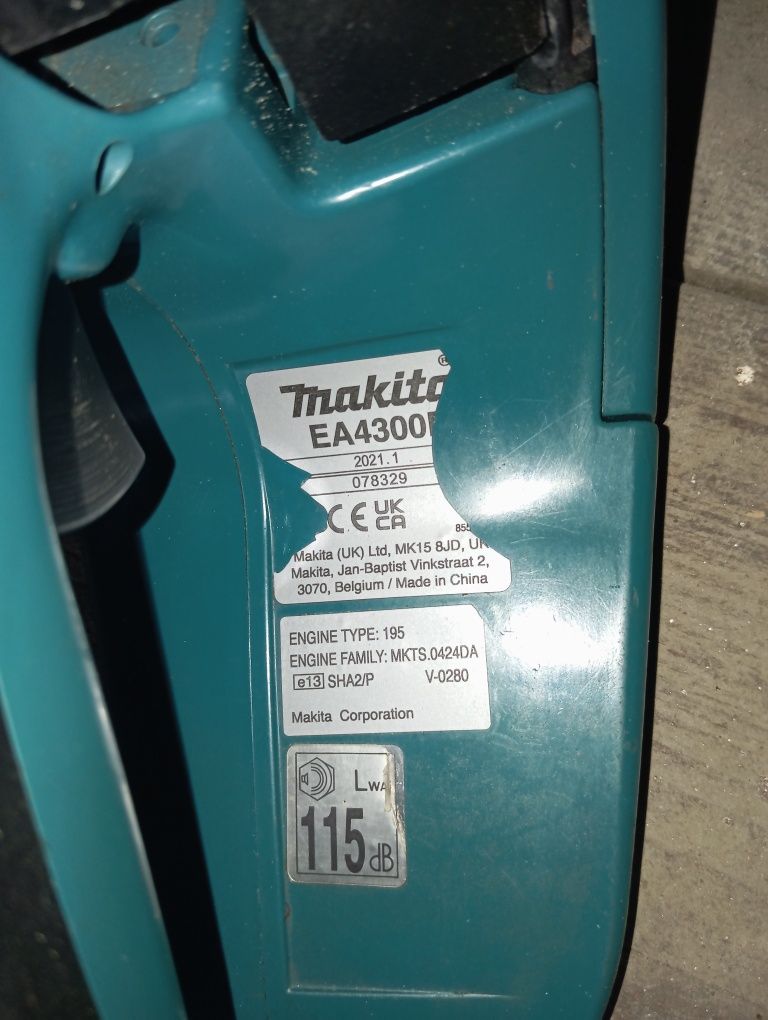 makita
EA4300F
2021.1
078329
CE UK
CA
855
Makita (UK) Ltd, MK15 8JD, UK
Makita, Jan-Baptist Vinkstraat 2,
3070, Belgium / Made in China
ENGINE TYPE: 195
ENGINE FAMILY: MKTS.0424DA
e13 SHA2/P V-0280
Makita Corporation
LWA
115 dB